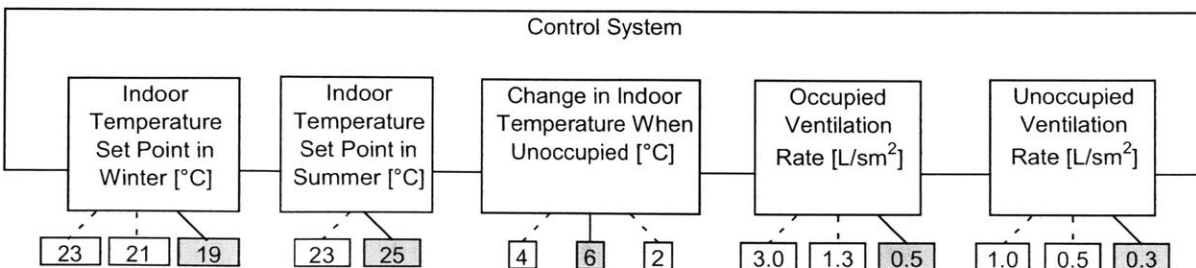 Control System
Indoor
Temperature
Set Point in
Winter [°C]
Indoor
Temperature
Set Point in
Summer [°C]
Change in Indoor
Temperature When
Unoccupied [°C]
Occupied
Ventilation
Rate [L/sm²]
Unoccupied
Ventilation
Rate [L/sm²]
23 21 19 23 25 4 6 2 3.0 1.3 0.5 1.0 0.5 0.3